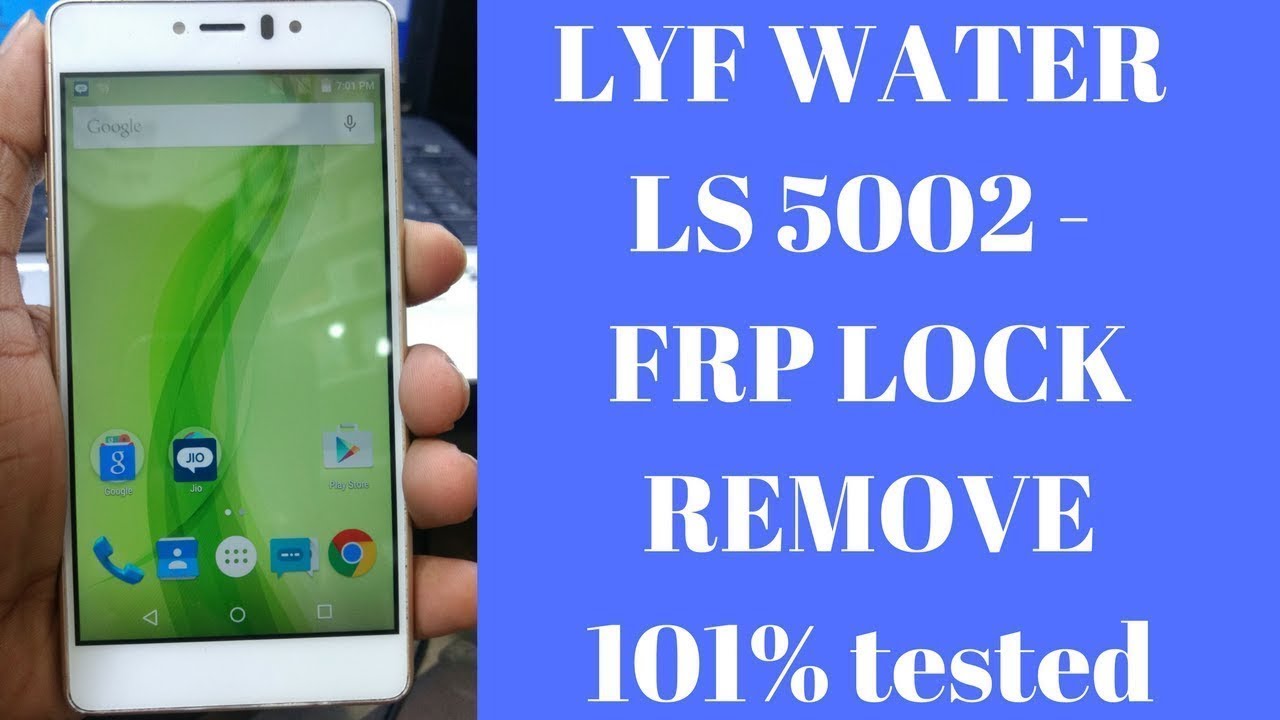 7:01 PM
Google
g
JIO
Google
Jio
Play Store
LYF WATER
LS 5002 -
FRP LOCK
REMOVE
101% tested